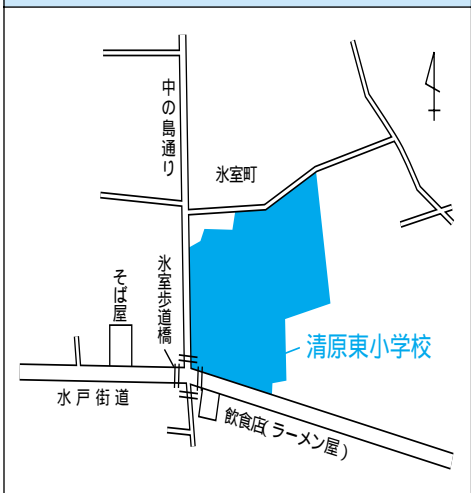 中の島通り
氷室町
氷室歩道橋
そば屋
清原東小学校
水戸街道
飲食店(ラーメン屋)